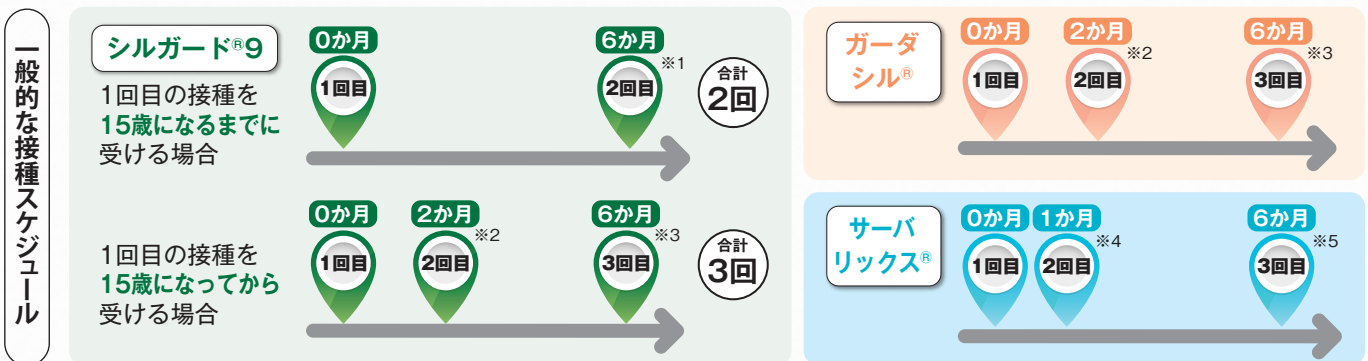 一般的な接種スケジュール
シルガード®9
1回目の接種を
15歳になるまでに
受ける場合
0か月
1回目
6か月
※1
2回目
合計
2回
1回目の接種を
15歳になってから
受ける場合
0か月
1回目
2か月
※2
2回目
6か月
※3
3回目
合計
3回
ガーダ
シル®
0か月
1回目
2か月
※2
2回目
6か月
※3
3回目
サーバ
リックス®
0か月
1回目
1か月
※4
2回目
6か月
※5
3回目